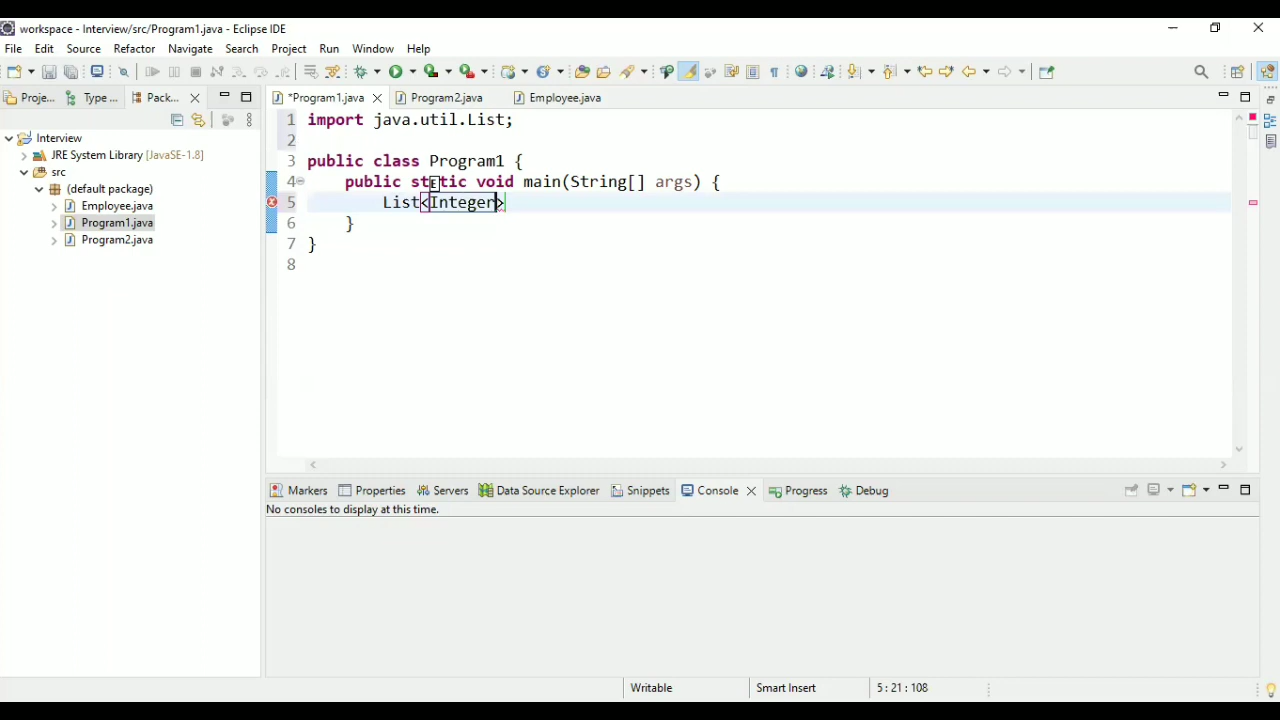 workspace - Interview/src/Program1.java - Eclipse IDE
File Edit Source Refactor Navigate Search Project Run Window Help
Proje... Type ... Pack... *Program1.java Program2.java Employee.java
Interview
JRE System Library [JavaSE-1.8]
src
(default package)
Employee.java
Program1.java
Program2.java
1 import java.util.List;
2
3 public class Program1 {
4 public static void main(String[] args) {
5 List<Integer>
6 }
7 }
8
Markers Properties Servers Data Source Explorer Snippets Console Progress Debug
No consoles to display at this time.
Writable Smart Insert 5 : 21 : 108